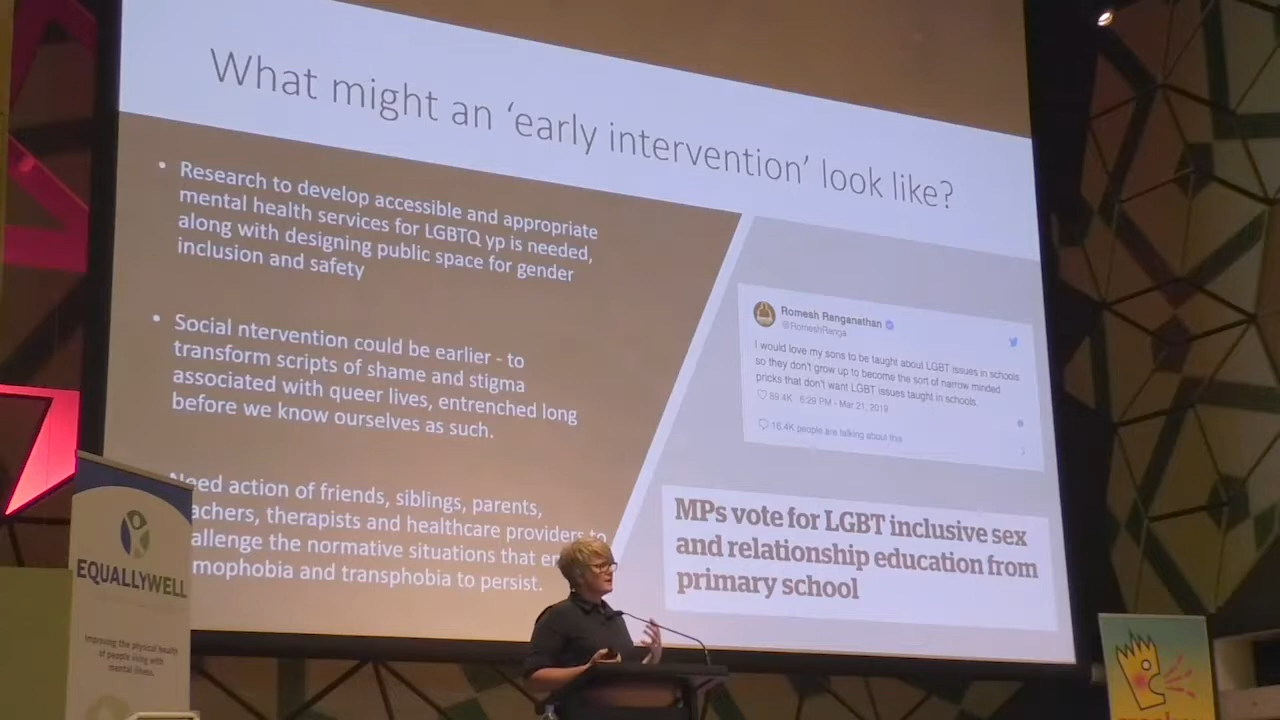 What might an ‘early intervention’ look like?
• Research to develop accessible and appropriate
mental health services for LGBTQ yp is needed,
along with designing public space for gender
inclusion and safety
• Social ntervention could be earlier - to
transform scripts of shame and stigma
associated with queer lives, entrenched long
before we know ourselves as such.
Need action of friends, siblings, parents,
achers, therapists and healthcare providers to
allenge the normative situations that en
mophobia and transphobia to persist.
Romesh Ranganathan
@RomeshRanga
I would love my sons to be taught about LGBT issues in schools
so they don't grow up to become the sort of narrow minded
pricks that don't want LGBT issues taught in schools.
89.4K 6:29 PM - Mar 21, 2019
16.4K people are talking about this
MPs vote for LGBT inclusive sex
and relationship education from
primary school
EQUALLYWELL
Improving the physical health
of people living with
mental illness.